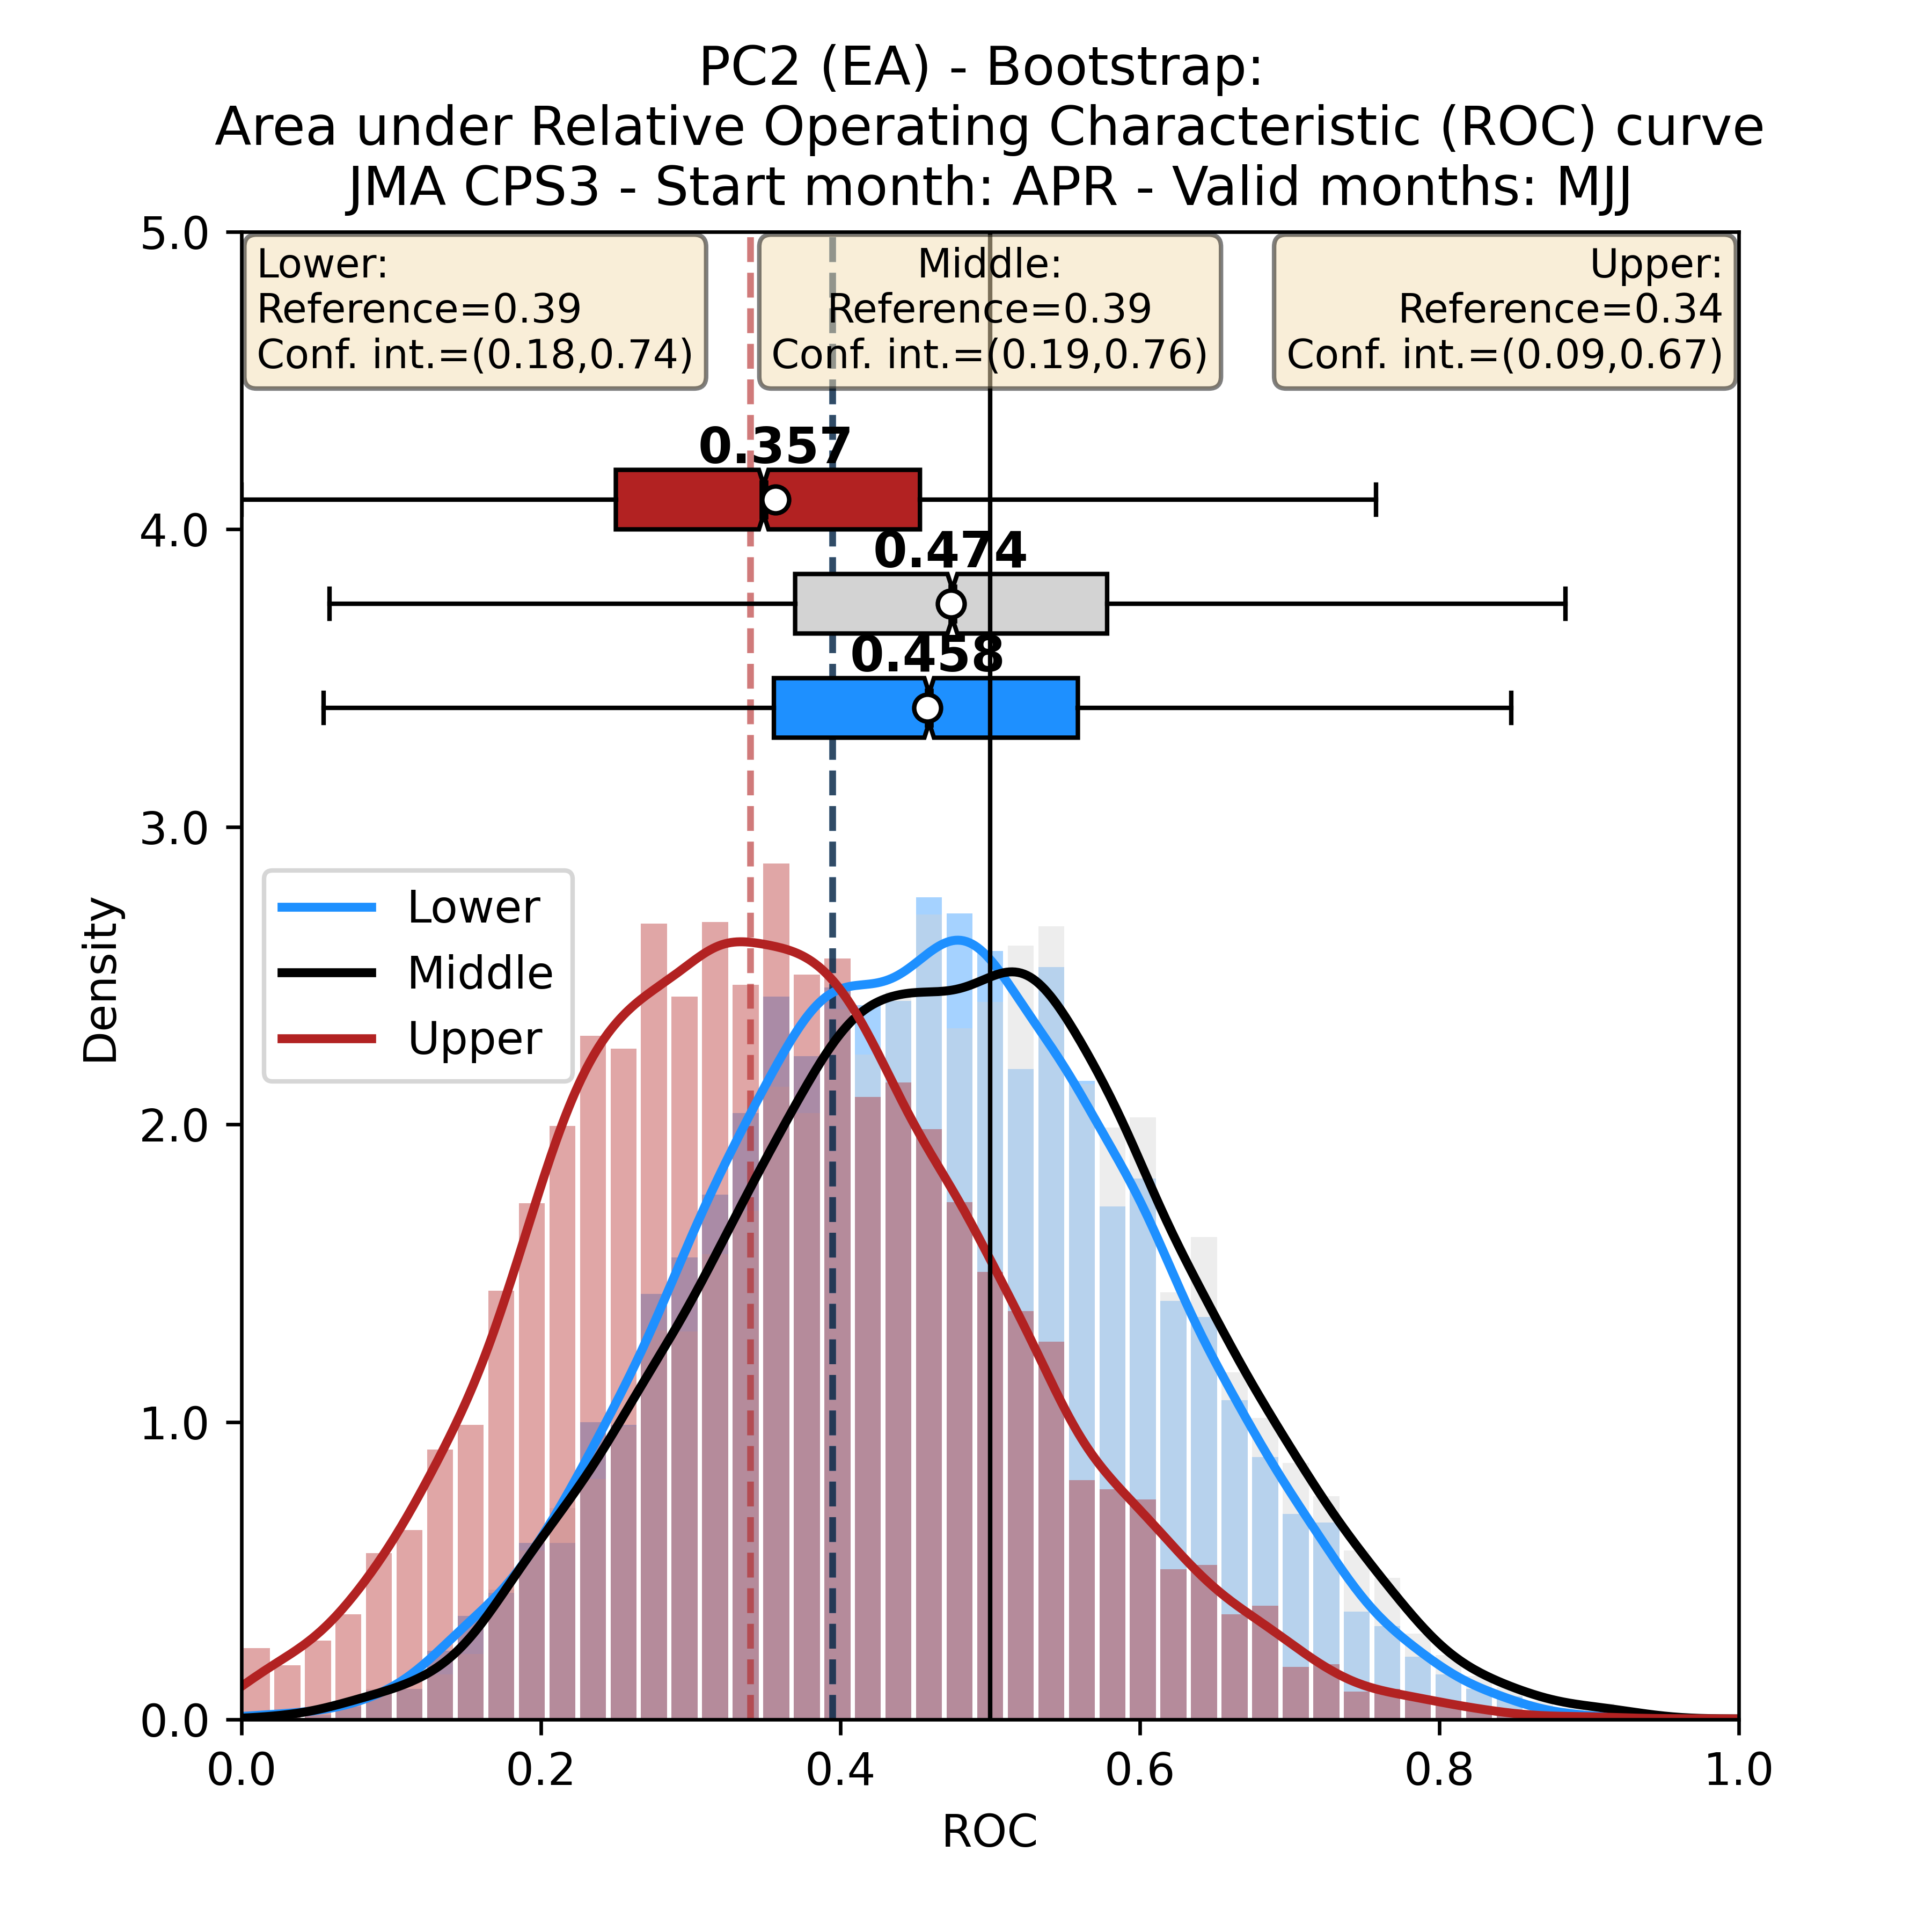 PC2 (EA) - Bootstrap:
Area under Relative Operating Characteristic (ROC) curve
JMA CPS3 - Start month: APR - Valid months: MJJ
5.0
Lower:
Reference=0.39
Conf. int.=(0.18,0.74)
Middle:
Reference=0.39
Conf. int.=(0.19,0.76)
Upper:
Reference=0.34
Conf. int.=(0.09,0.67)
0.357
4.0
0.474
0.458
3.0
Density
Lower
Middle
Upper
2.0
1.0
0.0
0.0
0.2
0.4
0.6
0.8
1.0
ROC